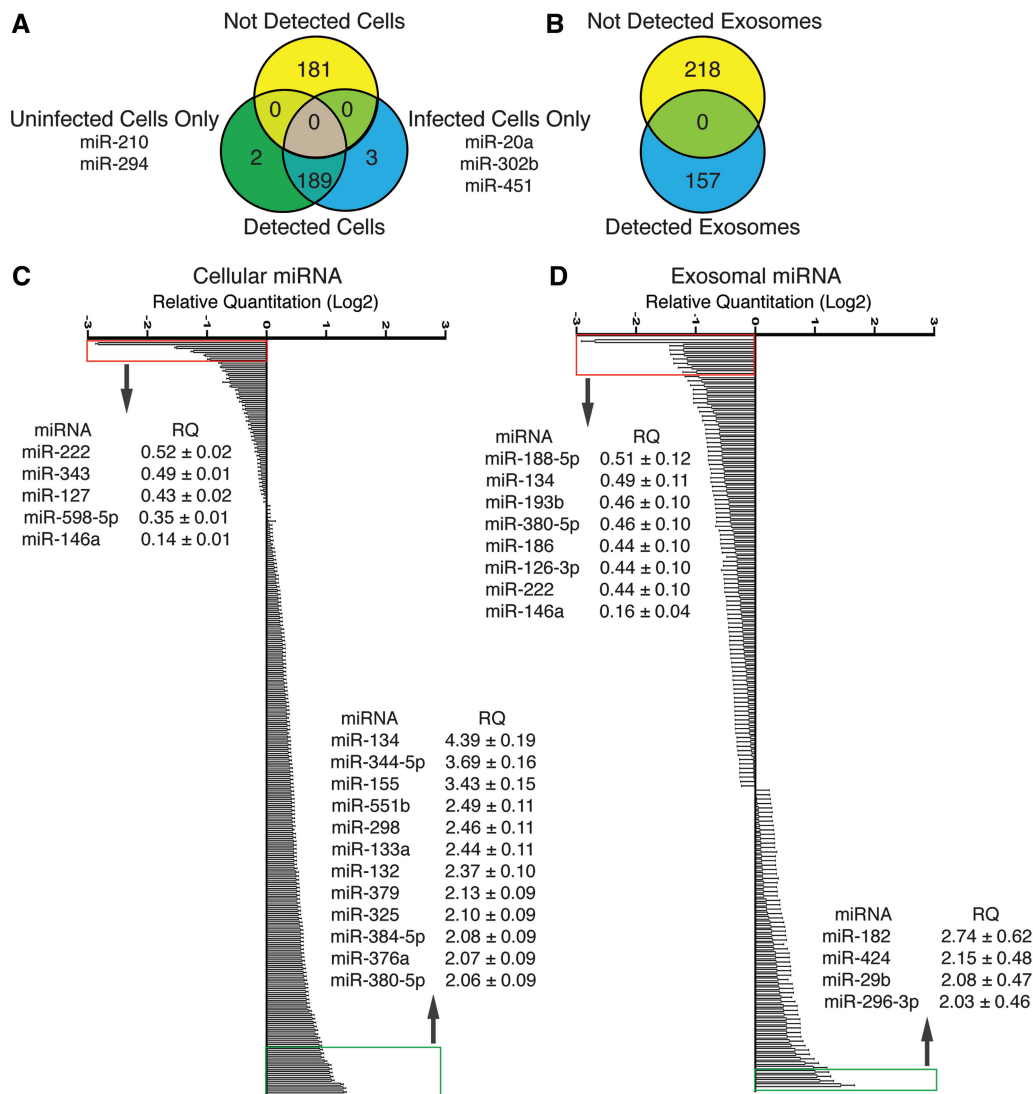 A
Not Detected Cells
181
0
0
0
Uninfected Cells Only
miR-210
miR-294
2
189
3
Infected Cells Only
miR-20a
miR-302b
miR-451
Detected Cells
B
Not Detected Exosomes
218
0
157
Detected Exosomes
C
Cellular miRNA
Relative Quantitation (Log2)
-3 -2 -1 0 1 2 3
miRNA RQ
miR-222 0.52 ± 0.02
miR-343 0.49 ± 0.01
miR-127 0.43 ± 0.02
miR-598-5p 0.35 ± 0.01
miR-146a 0.14 ± 0.01
miRNA RQ
miR-134 4.39 ± 0.19
miR-344-5p 3.69 ± 0.16
miR-155 3.43 ± 0.15
miR-551b 2.49 ± 0.11
miR-298 2.46 ± 0.11
miR-133a 2.44 ± 0.11
miR-132 2.37 ± 0.10
miR-379 2.13 ± 0.09
miR-325 2.10 ± 0.09
miR-384-5p 2.08 ± 0.09
miR-376a 2.07 ± 0.09
miR-380-5p 2.06 ± 0.09
D
Exosomal miRNA
Relative Quantitation (Log2)
-3 -2 -1 0 1 2 3
miRNA RQ
miR-188-5p 0.51 ± 0.12
miR-134 0.49 ± 0.11
miR-193b 0.46 ± 0.10
miR-380-5p 0.46 ± 0.10
miR-186 0.44 ± 0.10
miR-126-3p 0.44 ± 0.10
miR-222 0.44 ± 0.10
miR-146a 0.16 ± 0.04
miRNA RQ
miR-182 2.74 ± 0.62
miR-424 2.15 ± 0.48
miR-29b 2.08 ± 0.47
miR-296-3p 2.03 ± 0.46